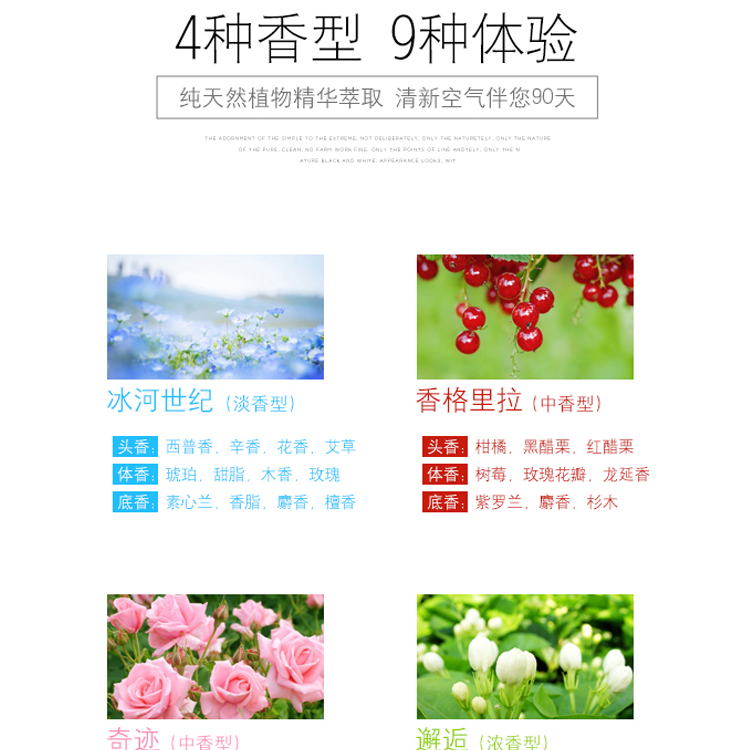 4种香型 9种体验
纯天然植物精华萃取 清新空气伴您90天
THE ADORNMENT OF THE SIMPLE TO THE EXTREME, NOT DELIBERATELY, ONLY THE NATURETELY, ONLY THE NATURE
OF THE PURE, CLEAN, NO FARM WORK FINE, ONLY THE POINTS OF LINE ANDTELY, ONLY THE N
ATURE BLACK AND WHITE, APPEARANCE LOOKS, WIT
冰河世纪（淡香型）
头香：西普香，辛香，花香，艾草
体香：琥珀，甜脂，木香，玫瑰
底香：素心兰，香脂，麝香，檀香
香格里拉（中香型）
头香：柑橘，黑醋栗，红醋栗
体香：树莓，玫瑰花瓣，龙延香
底香：紫罗兰，麝香，杉木
奇迹（中香型）
邂逅（浓香型）